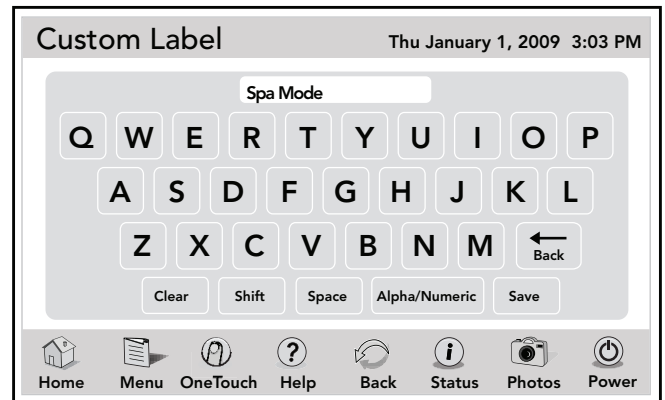 Custom Label Thu January 1, 2009 3:03 PM
Spa Mode
Q W E R T Y U I O P
A S D F G H J K L
Z X C V B N M Back
Clear Shift Space Alpha/Numeric Save
i ?
Home Menu OneTouch Help Back Status Photos Power